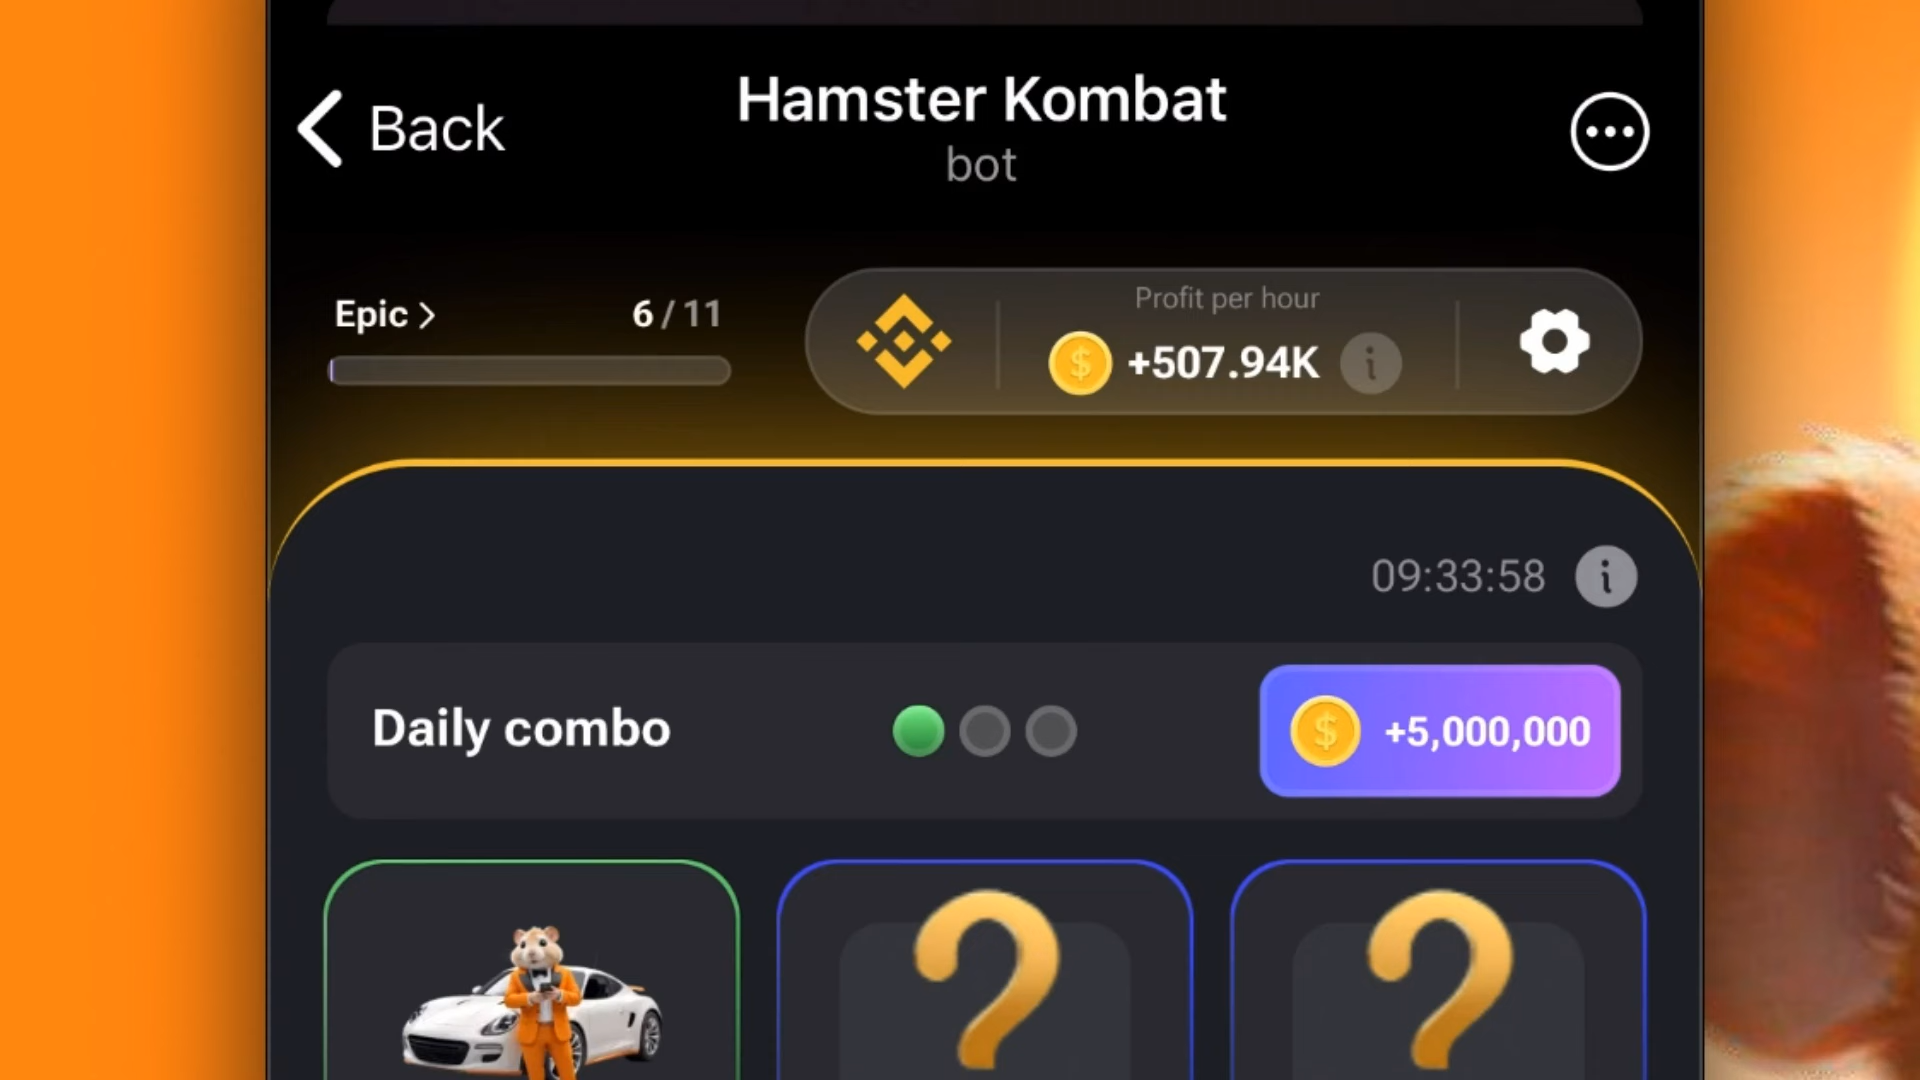 Back
Hamster Kombat
bot
Epic >
6 / 11
Profit per hour
+507.94K
09:33:58
Daily combo
+5,000,000